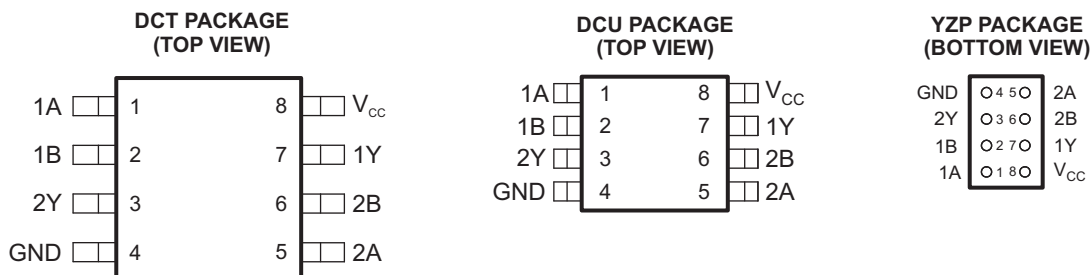 DCT PACKAGE
(TOP VIEW)
1A 1 8 VCC
1B 2 7 1Y
2Y 3 6 2B
GND 4 5 2A
DCU PACKAGE
(TOP VIEW)
1A 1 8 VCC
1B 2 7 1Y
2Y 3 6 2B
GND 4 5 2A
YZP PACKAGE
(BOTTOM VIEW)
GND 4 5 2A
2Y 3 6 2B
1B 2 7 1Y
1A 1 8 VCC